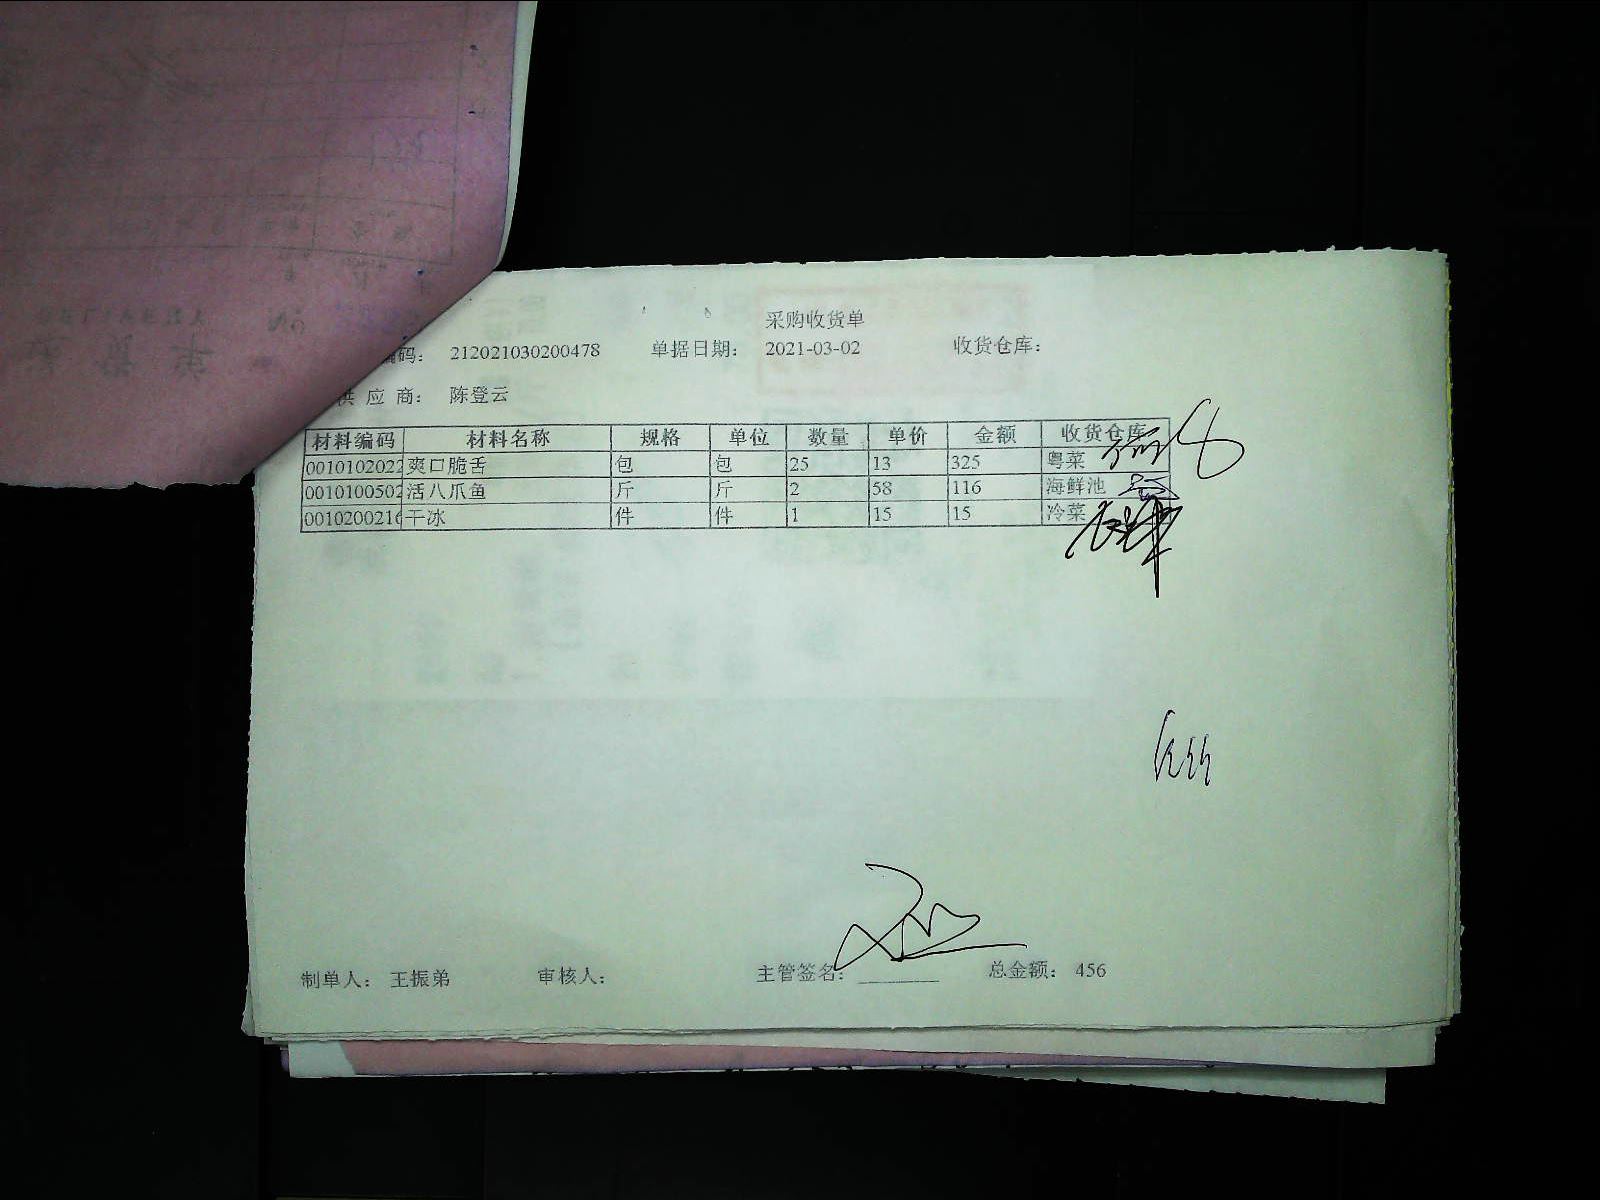 采购收货单
编码： 212021030200478 单据日期： 2021-03-02 收货仓库：
供 应 商： 陈登云
材料编码 材料名称 规格 单位 数量 单价 金额 收货仓库
0010102022 爽口脆舌 包 包 25 13 325 粤菜
0010100502 活八爪鱼 斤 斤 2 58 116 海鲜池
001020021 干冰 件 件 1 15 15 冷菜
制单人： 王振弟 审核人： 主管签名： 总金额： 456